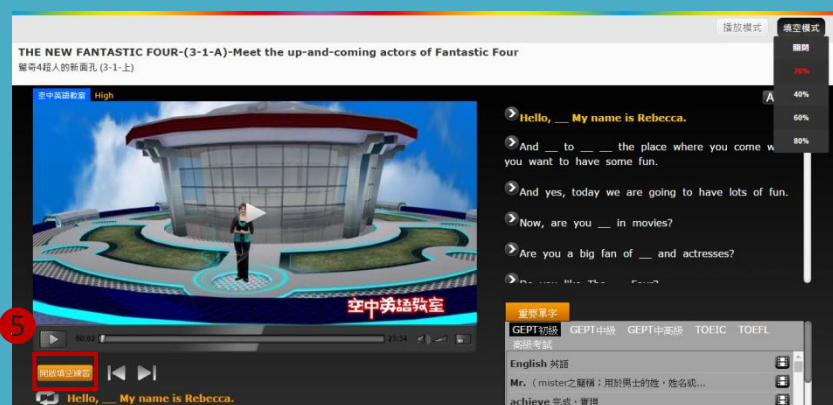 播放模式 填空模式
關閉
20%
40%
60%
80%
THE NEW FANTASTIC FOUR-(3-1-A)-Meet the up-and-coming actors of Fantastic Four
驚奇4超人的新面孔 (3-1-上)
空中英語教室 High
A
Hello, __ My name is Rebecca.
And __ to __ __ the place where you come w
you want to have some fun.
And yes, today we are going to have lots of fun.
Now, are you __ in movies?
Are you a big fan of __ and actresses?
空中英語教室
5
00:02 23:34
開啟填空練習
Hello, __ My name is Rebecca.
重要單字
GEPT初級 GEPT中級 GEPT中高級 TOEIC TOEFL
高級考試
English 英語
Mr. (mister之簡稱；用於男士的姓，姓名或...
achieve 完成，實現